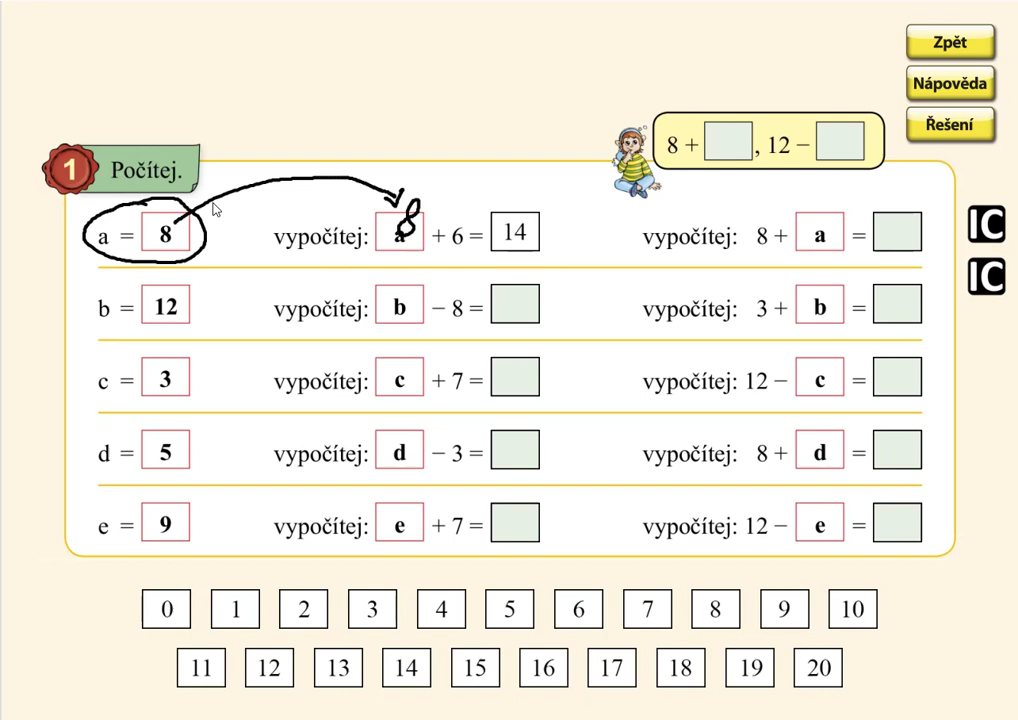 Zpět
Nápověda
Řešení
8 + , 12 −
1 Počítej.
a = 8 vypočítej: a 8 + 6 = 14 vypočítej: 8 + a =
b = 12 vypočítej: b − 8 = vypočítej: 3 + b =
c = 3 vypočítej: c + 7 = vypočítej: 12 − c =
d = 5 vypočítej: d − 3 = vypočítej: 8 + d =
e = 9 vypočítej: e + 7 = vypočítej: 12 − e =
IC
IC
0 1 2 3 4 5 6 7 8 9 10
11 12 13 14 15 16 17 18 19 20